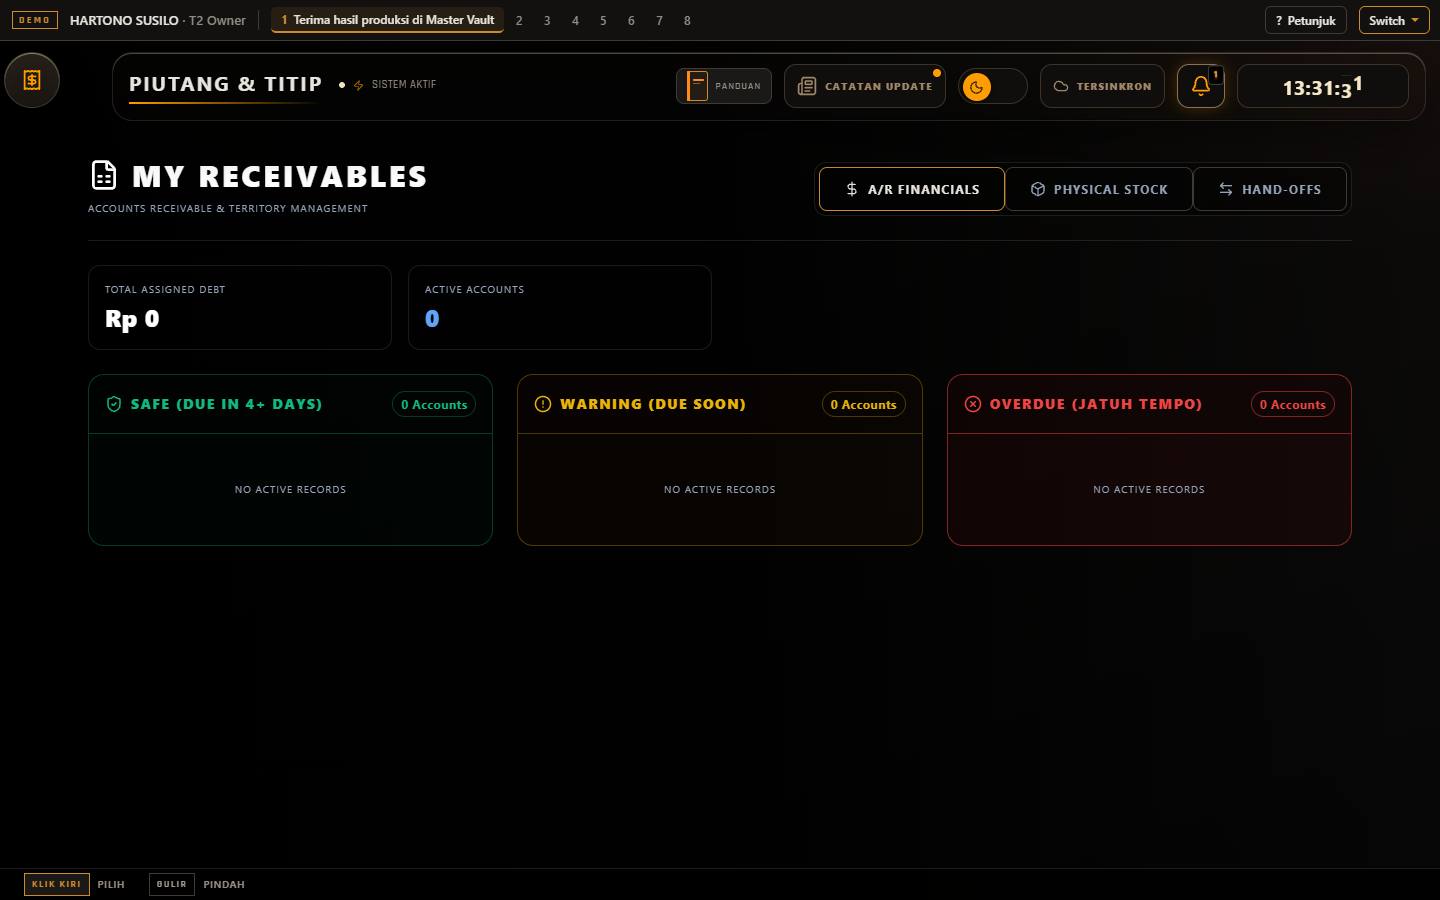 DEMO HARTONO SUSILO · T2 Owner 1 Terima hasil produksi di Master Vault 2 3 4 5 6 7 8 ? Petunjuk Switch
PIUTANG & TITIP SISTEM AKTIF PANDUAN CATATAN UPDATE TERSINKRON 1 13:31:31
MY RECEIVABLES
ACCOUNTS RECEIVABLE & TERRITORY MANAGEMENT
A/R FINANCIALS PHYSICAL STOCK HAND-OFFS
TOTAL ASSIGNED DEBT
Rp 0
ACTIVE ACCOUNTS
0
SAFE (DUE IN 4+ DAYS) 0 Accounts
NO ACTIVE RECORDS
WARNING (DUE SOON) 0 Accounts
NO ACTIVE RECORDS
OVERDUE (JATUH TEMPO) 0 Accounts
NO ACTIVE RECORDS
KLIK KIRI PILIH GULIR PINDAH